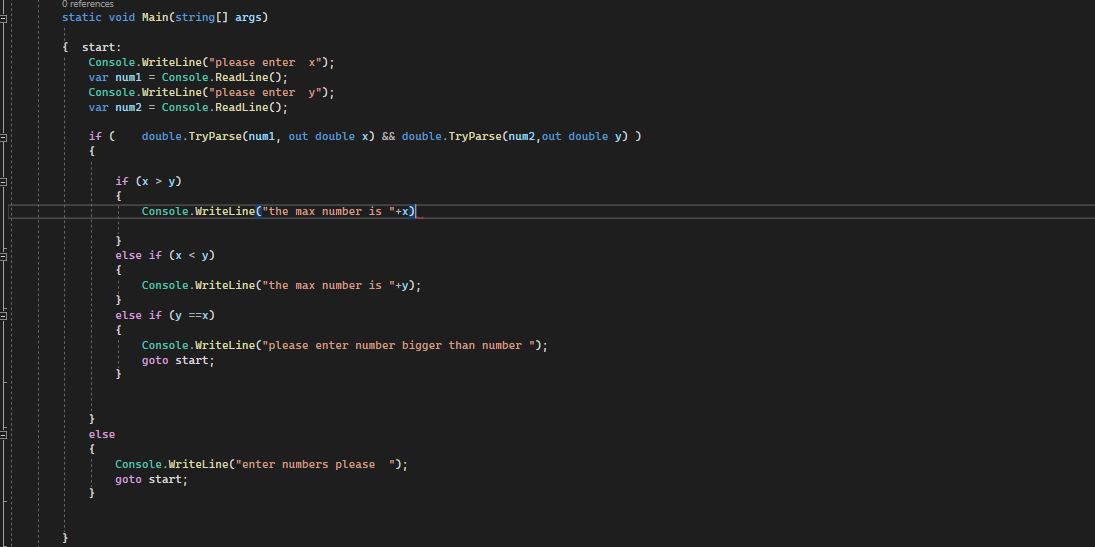 0 references
static void Main(string[] args)
{  start:
Console.WriteLine("please enter  x");
var num1 = Console.ReadLine();
Console.WriteLine("please enter  y");
var num2 = Console.ReadLine();
if (    double.TryParse(num1, out double x) && double.TryParse(num2,out double y) )
{
if (x > y)
{
Console.WriteLine("the max number is "+x)
}
else if (x < y)
{
Console.WriteLine("the max number is "+y);
}
else if (y ==x)
{
Console.WriteLine("please enter number bigger than number ");
goto start;
}
}
else
{
Console.WriteLine("enter numbers please  ");
goto start;
}
}